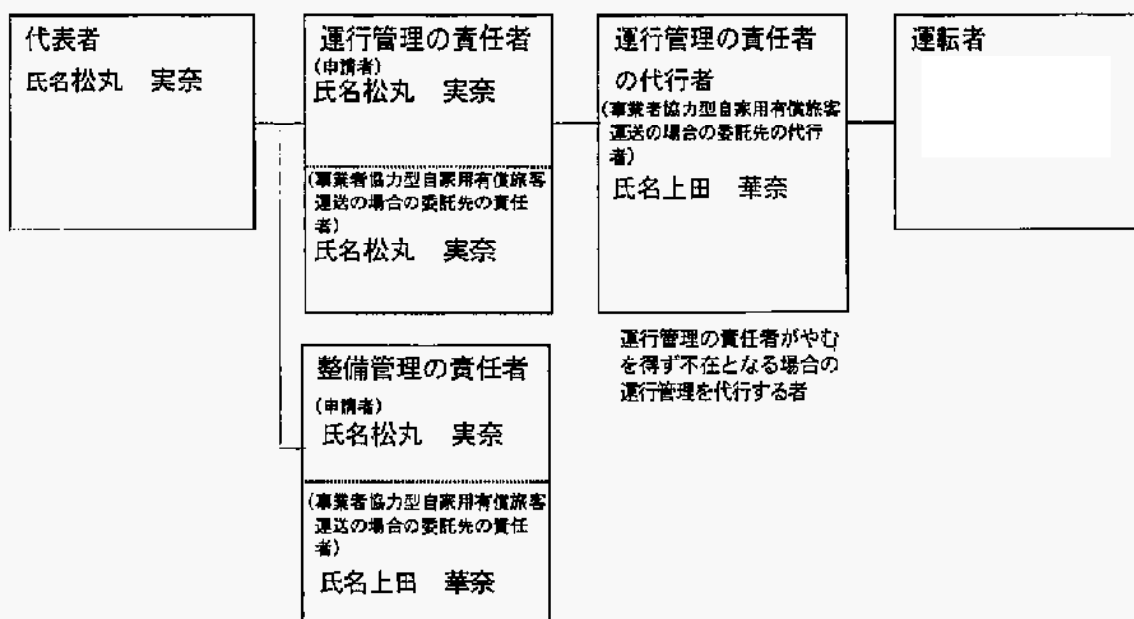 代表者
氏名松丸　実奈
運行管理の責任者
(申請者)
氏名松丸　実奈
(事業者協力型自家用有償旅客
運送の場合の委託先の責任
者)
氏名松丸　実奈
運行管理の責任者
の代行者
(事業者協力型自家用有償旅客
運送の場合の委託先の代行
者)
氏名上田　華奈
運転者
運行管理の責任者がやむ
を得ず不在となる場合の
運行管理を代行する者
整備管理の責任者
(申請者)
氏名松丸　実奈
(事業者協力型自家用有償旅客
運送の場合の委託先の責任
者)
氏名上田　華奈